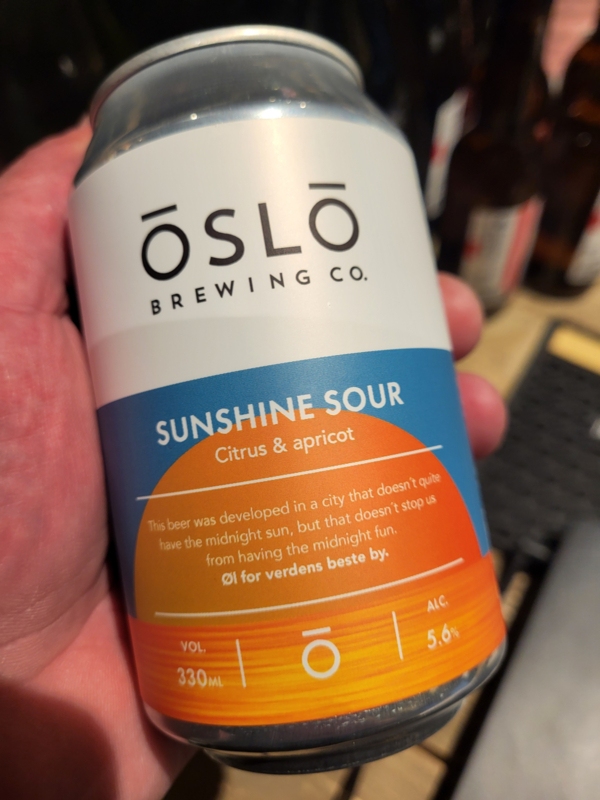 ŌSLŌ
BREWING CO.
SUNSHINE SOUR
Citrus & apricot
This beer was developed in a city that doesn't quite
have the midnight sun, but that doesn't stop us
from having the midnight fun.
Øl for verdens beste by.
VOL.
330ML
Ō
ALC.
5.6%